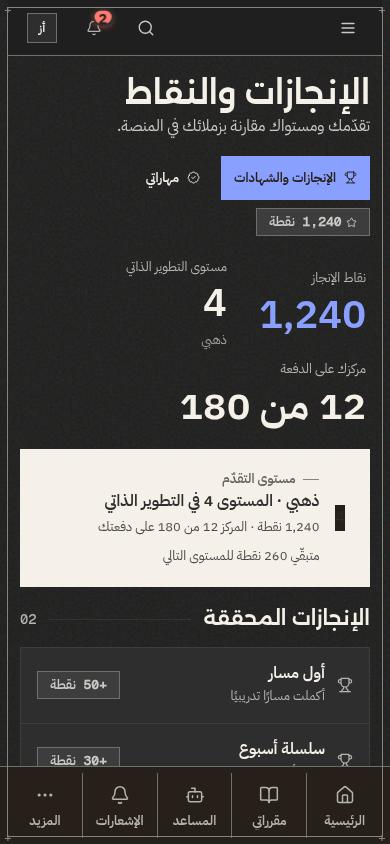 أز
2
الإنجازات والنقاط
تقدّمك ومستواك مقارنة بزملائك في المنصة.
الإنجازات والشهادات
مهاراتي
1,240 نقطة
نقاط الإنجاز
1,240
مستوى التطوير الذاتي
4
ذهبي
مركزك على الدفعة
12 من 180
مستوى التقدّم
ذهبي · المستوى 4 في التطوير الذاتي
1,240 نقطة · المركز 12 من 180 على دفعتك
متبقّي 260 نقطة للمستوى التالي
الإنجازات المحققة
02
أول مسار
أكملت مسارًا تدريبيًا
+50 نقطة
سلسلة أسبوع
+30 نقطة
الرئيسية
مقرراتي
المساعد
الإشعارات
المزيد